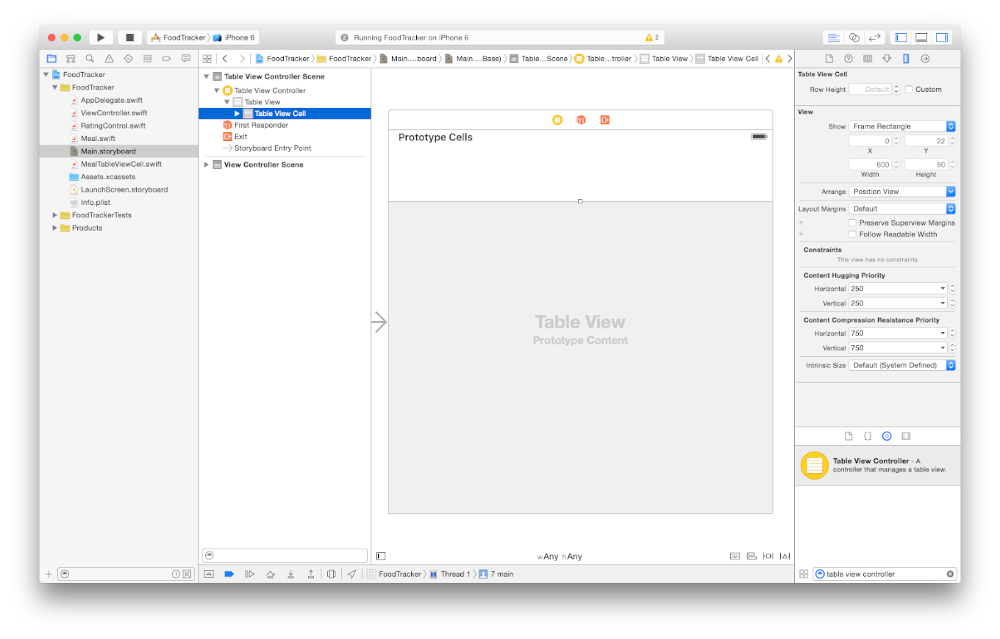 FoodTracker iPhone 6
2 Running FoodTracker on iPhone 6
2
FoodTracker FoodTracker Main....board Main....Base) Table...Scene Table...troller Table View Table View Cell
FoodTracker
FoodTracker
AppDelegate.swift
ViewController.swift
RatingControl.swift
Meal.swift
Main.storyboard
MealTableViewCell.swift
Assets.xcassets
LaunchScreen.storyboard
Info.plist
FoodTrackerTests
Products
Table View Controller Scene
Table View Controller
Table View
Table View Cell
First Responder
Exit
Storyboard Entry Point
View Controller Scene
Prototype Cells
Table View
Prototype Content
wAny hAny
FoodTracker Thread 1 7 main
Table View Cell
Row Height Default Custom
View
Show Frame Rectangle
0 22
X Y
600 90
Width Height
Arrange Position View
Layout Margins Default
Preserve Superview Margins
Follow Readable Width
Constraints
This view has no constraints
Content Hugging Priority
Horizontal 250
Vertical 250
Content Compression Resistance Priority
Horizontal 750
Vertical 750
Intrinsic Size Default (System Defined)
Table View Controller - A
controller that manages a table view.
table view controller